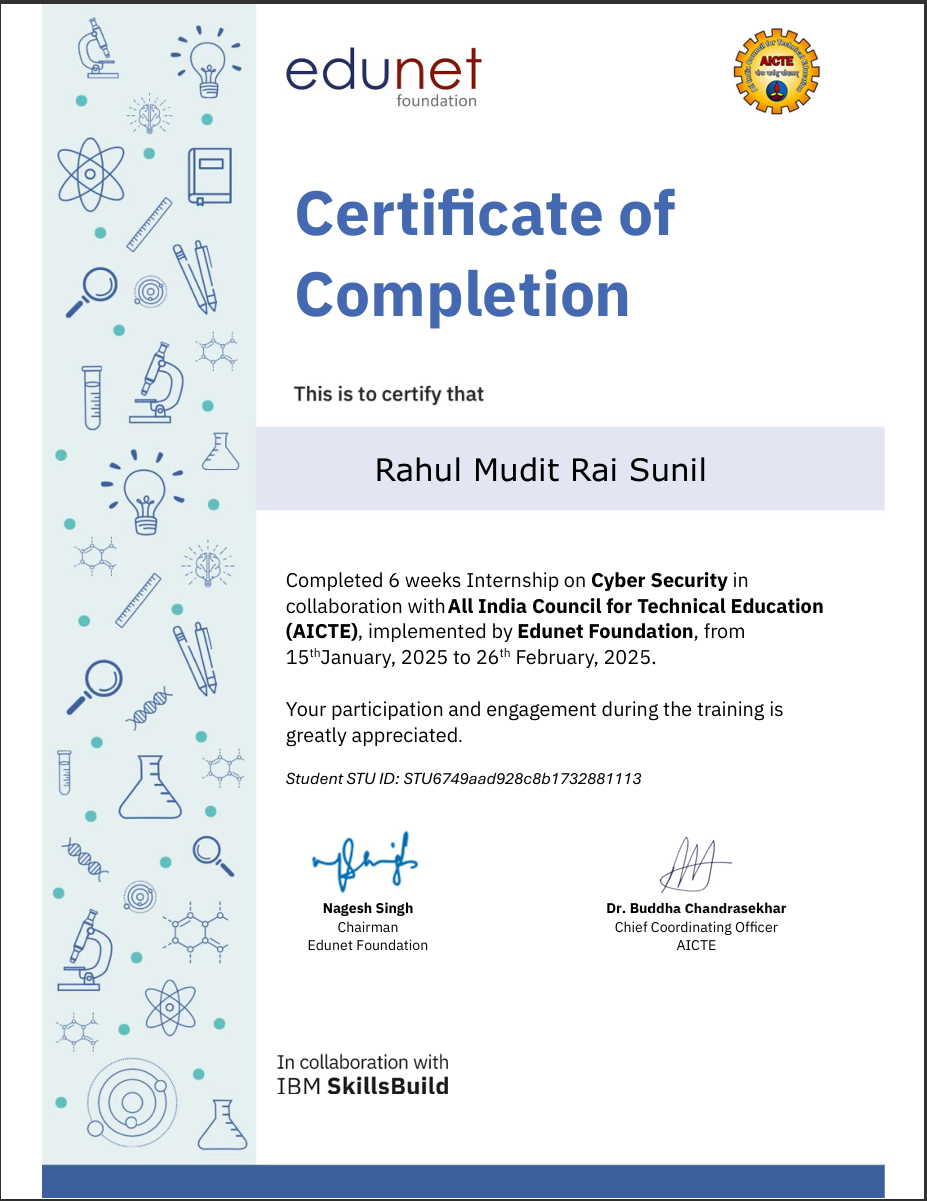 edunet
foundation
All India Council for Technical Education
AICTE
Certificate of
Completion
This is to certify that
Rahul Mudit Rai Sunil
Completed 6 weeks Internship on Cyber Security in
collaboration with All India Council for Technical Education
(AICTE), implemented by Edunet Foundation, from
15th January, 2025 to 26th February, 2025.
Your participation and engagement during the training is
greatly appreciated.
Student STU ID: STU6749aad928c8b1732881113
Nagesh Singh
Chairman
Edunet Foundation
Dr. Buddha Chandrasekhar
Chief Coordinating Officer
AICTE
In collaboration with
IBM SkillsBuild